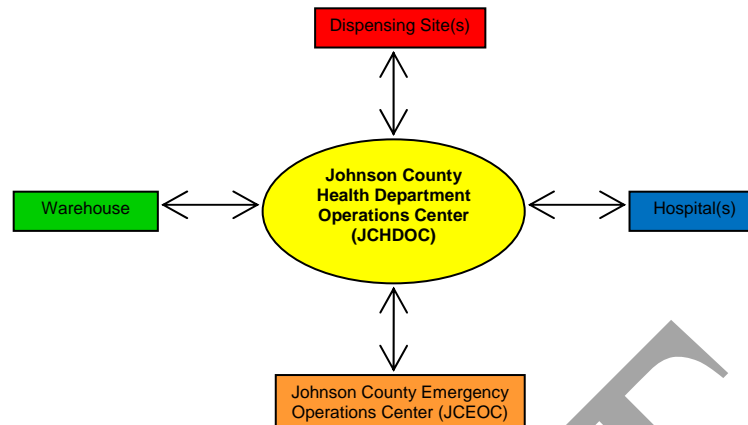 Dispensing Site(s)
Johnson County
Health Department
Operations Center
(JCHDOC)
Warehouse
Hospital(s)
Johnson County Emergency
Operations Center (JCEOC)